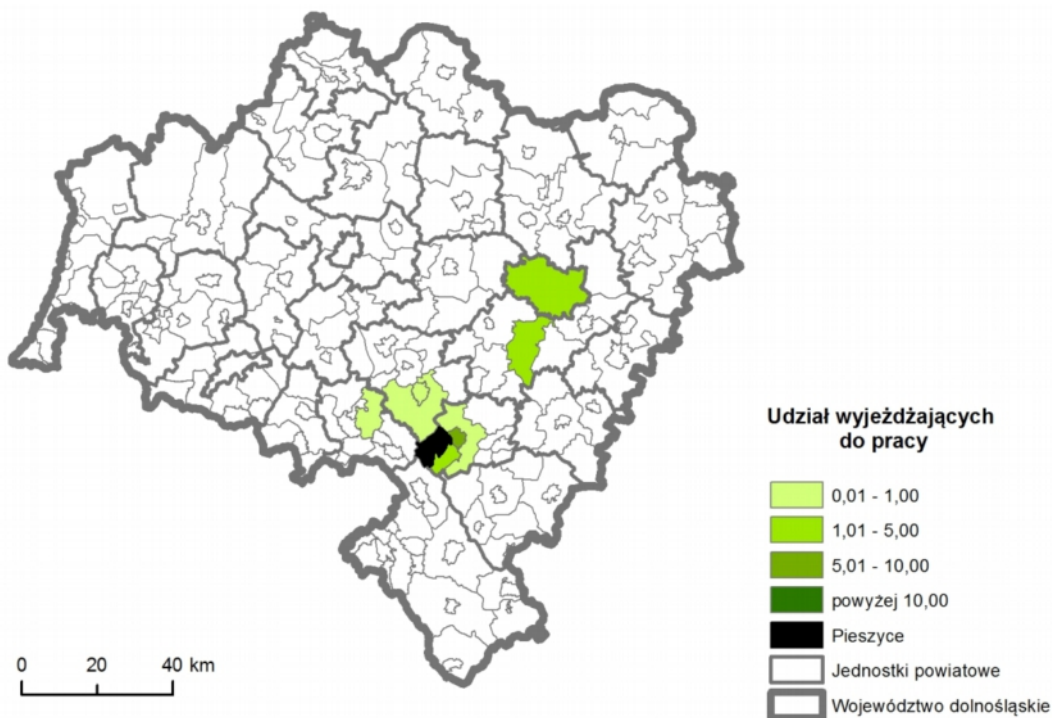 Udział wyjeżdżających
do pracy
0,01 - 1,00
1,01 - 5,00
5,01 - 10,00
powyżej 10,00
Pieszyce
Jednostki powiatowe
Województwo dolnośląskie
0 20 40 km